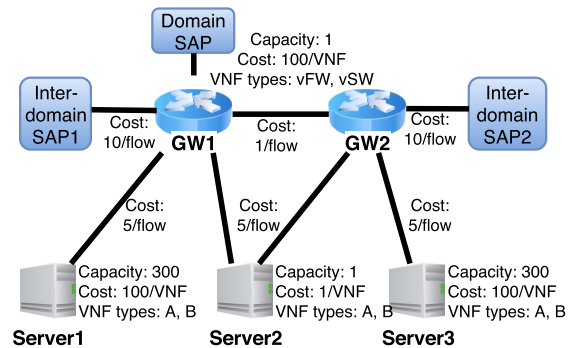 Domain
SAP
Capacity: 1
Cost: 100/VNF
VNF types: vFW, vSW
Inter-
domain
SAP1
Cost:
10/flow
GW1
Cost:
1/flow
GW2
Cost:
10/flow
Inter-
domain
SAP2
Cost:
5/flow
Cost:
5/flow
Cost:
5/flow
Capacity: 300
Cost: 100/VNF
VNF types: A, B
Server1
Capacity: 1
Cost: 1/VNF
VNF types: A, B
Server2
Capacity: 300
Cost: 100/VNF
VNF types: A, B
Server3